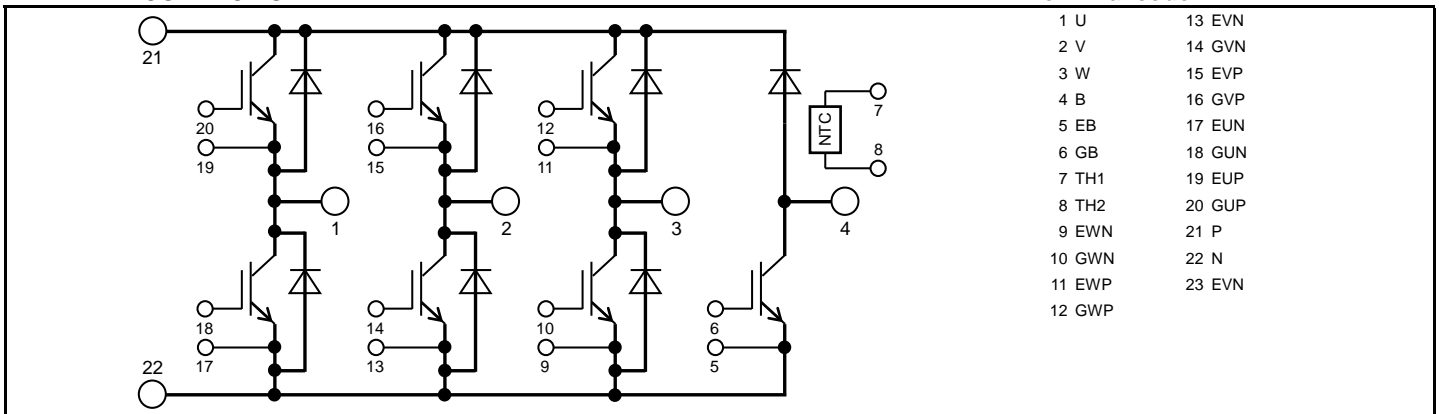 21
20
19
16
15
12
11
NTC
7
8
1
2
3
4
18
17
14
13
10
9
6
5
22
1 U
2 V
3 W
4 B
5 EB
6 GB
7 TH1
8 TH2
9 EWN
10 GWN
11 EWP
12 GWP
13 EVN
14 GVN
15 EVP
16 GVP
17 EUN
18 GUN
19 EUP
20 GUP
21 P
22 N
23 EVN